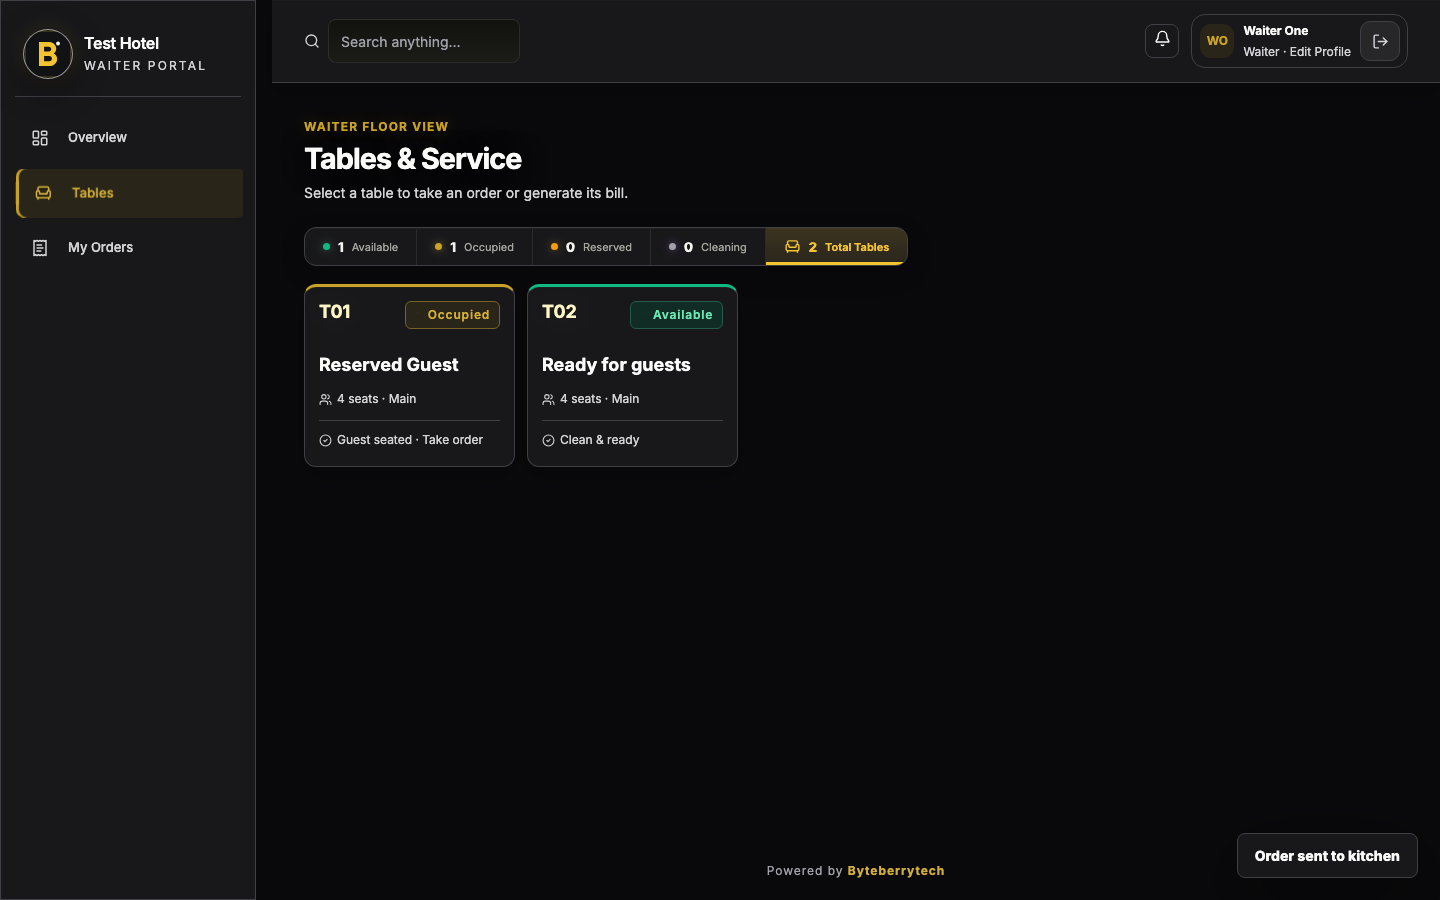 Test Hotel
WAITER PORTAL
Overview
Tables
My Orders
Search anything...
WO
Waiter One
Waiter · Edit Profile
WAITER FLOOR VIEW
Tables & Service
Select a table to take an order or generate its bill.
1 Available
1 Occupied
0 Reserved
0 Cleaning
2 Total Tables
T01
Occupied
Reserved Guest
4 seats · Main
Guest seated · Take order
T02
Available
Ready for guests
4 seats · Main
Clean & ready
Powered by Byteberrytech
Order sent to kitchen